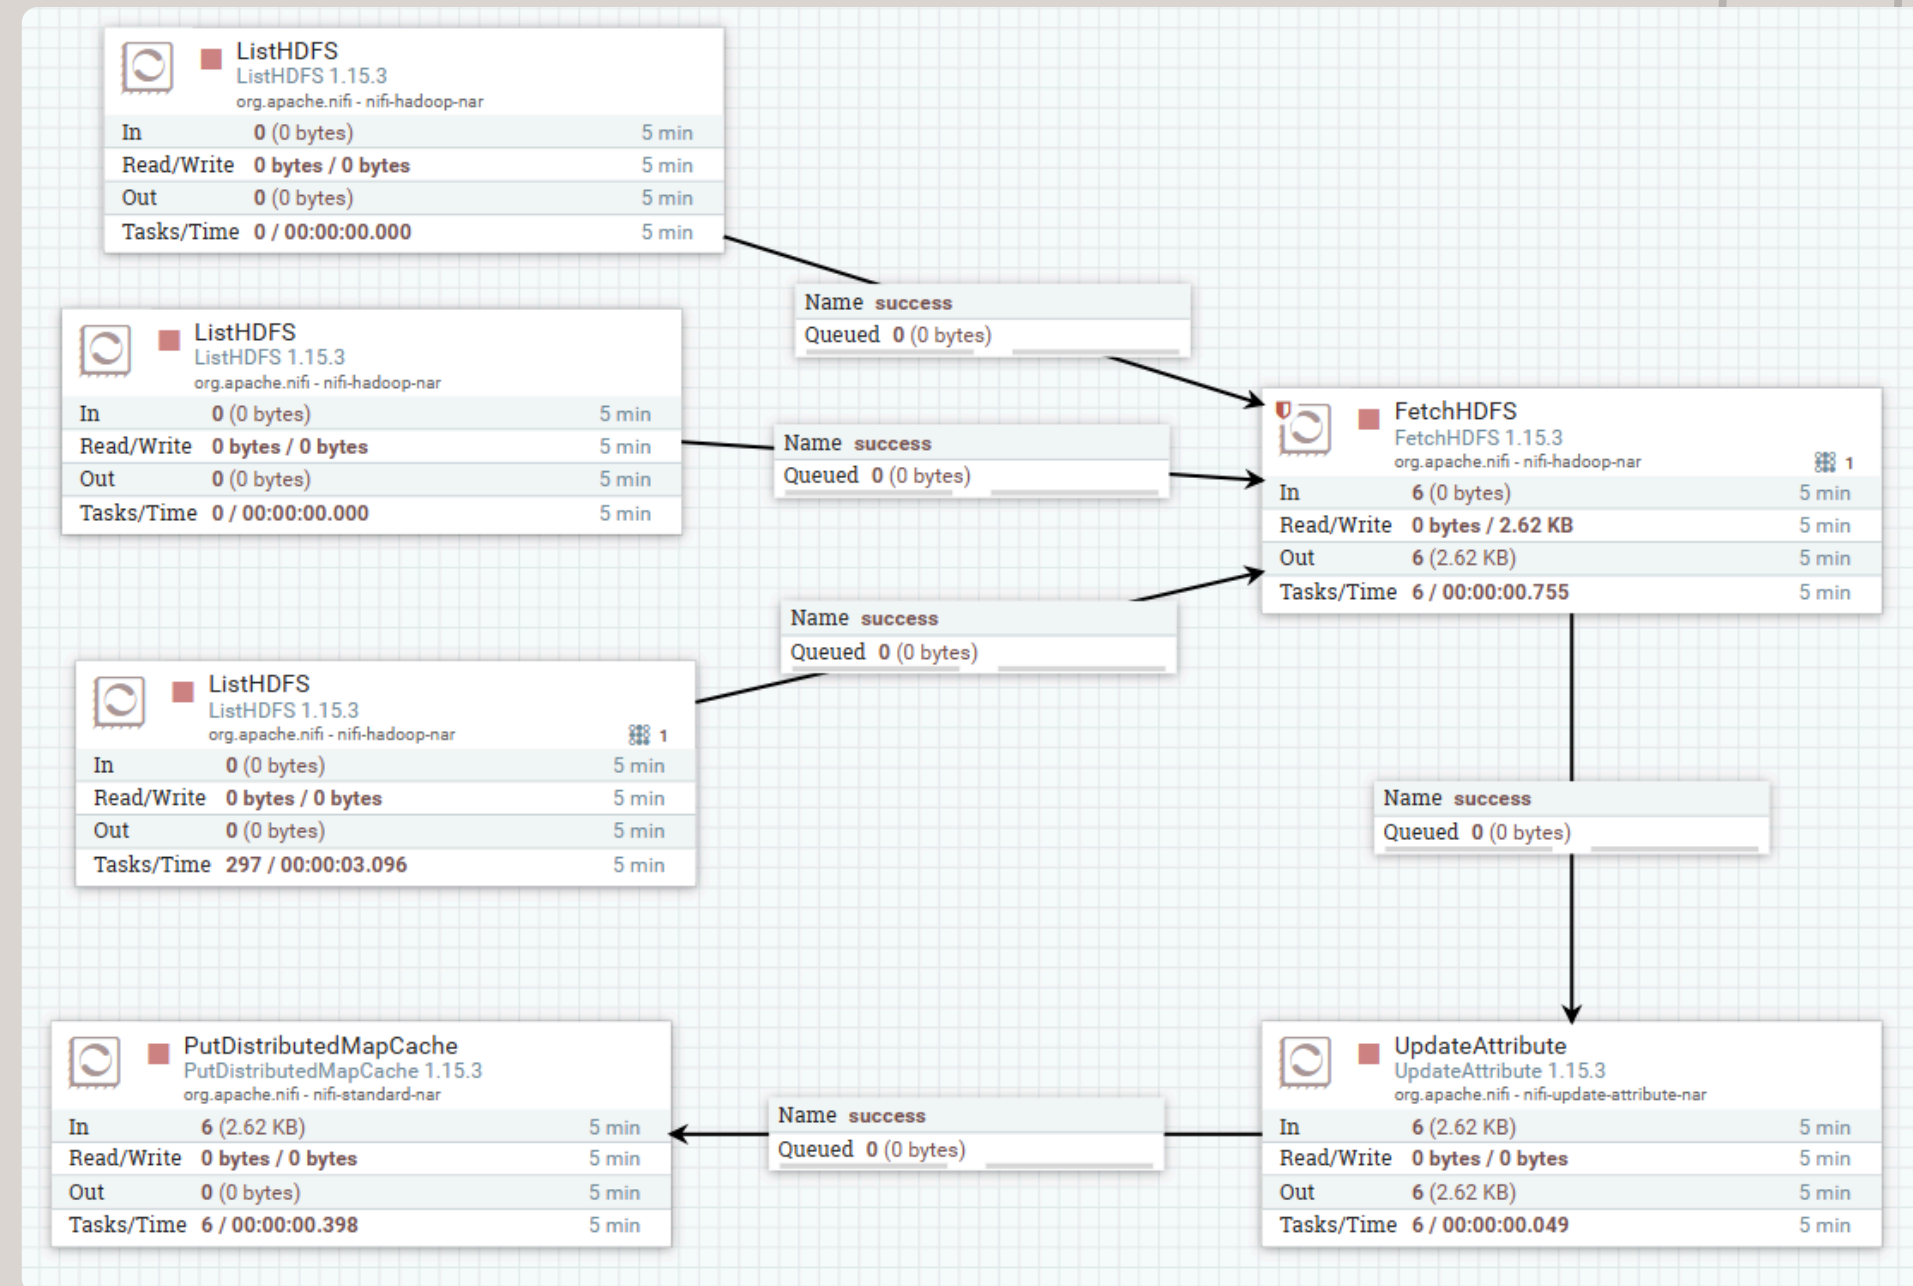 ListHDFS
ListHDFS 1.15.3
org.apache.nifi - nifi-hadoop-nar
In 0 (0 bytes) 5 min
Read/Write 0 bytes / 0 bytes 5 min
Out 0 (0 bytes) 5 min
Tasks/Time 0 / 00:00:00.000 5 min
Name success
Queued 0 (0 bytes)
ListHDFS
ListHDFS 1.15.3
org.apache.nifi - nifi-hadoop-nar
In 0 (0 bytes) 5 min
Read/Write 0 bytes / 0 bytes 5 min
Out 0 (0 bytes) 5 min
Tasks/Time 0 / 00:00:00.000 5 min
Name success
Queued 0 (0 bytes)
FetchHDFS
FetchHDFS 1.15.3
org.apache.nifi - nifi-hadoop-nar
1
In 6 (0 bytes) 5 min
Read/Write 0 bytes / 2.62 KB 5 min
Out 6 (2.62 KB) 5 min
Tasks/Time 6 / 00:00:00.755 5 min
Name success
Queued 0 (0 bytes)
ListHDFS
ListHDFS 1.15.3
org.apache.nifi - nifi-hadoop-nar
1
In 0 (0 bytes) 5 min
Read/Write 0 bytes / 0 bytes 5 min
Out 0 (0 bytes) 5 min
Tasks/Time 297 / 00:00:03.096 5 min
Name success
Queued 0 (0 bytes)
PutDistributedMapCache
PutDistributedMapCache 1.15.3
org.apache.nifi - nifi-standard-nar
In 6 (2.62 KB) 5 min
Read/Write 0 bytes / 0 bytes 5 min
Out 0 (0 bytes) 5 min
Tasks/Time 6 / 00:00:00.398 5 min
Name success
Queued 0 (0 bytes)
UpdateAttribute
UpdateAttribute 1.15.3
org.apache.nifi - nifi-update-attribute-nar
In 6 (2.62 KB) 5 min
Read/Write 0 bytes / 0 bytes 5 min
Out 6 (2.62 KB) 5 min
Tasks/Time 6 / 00:00:00.049 5 min